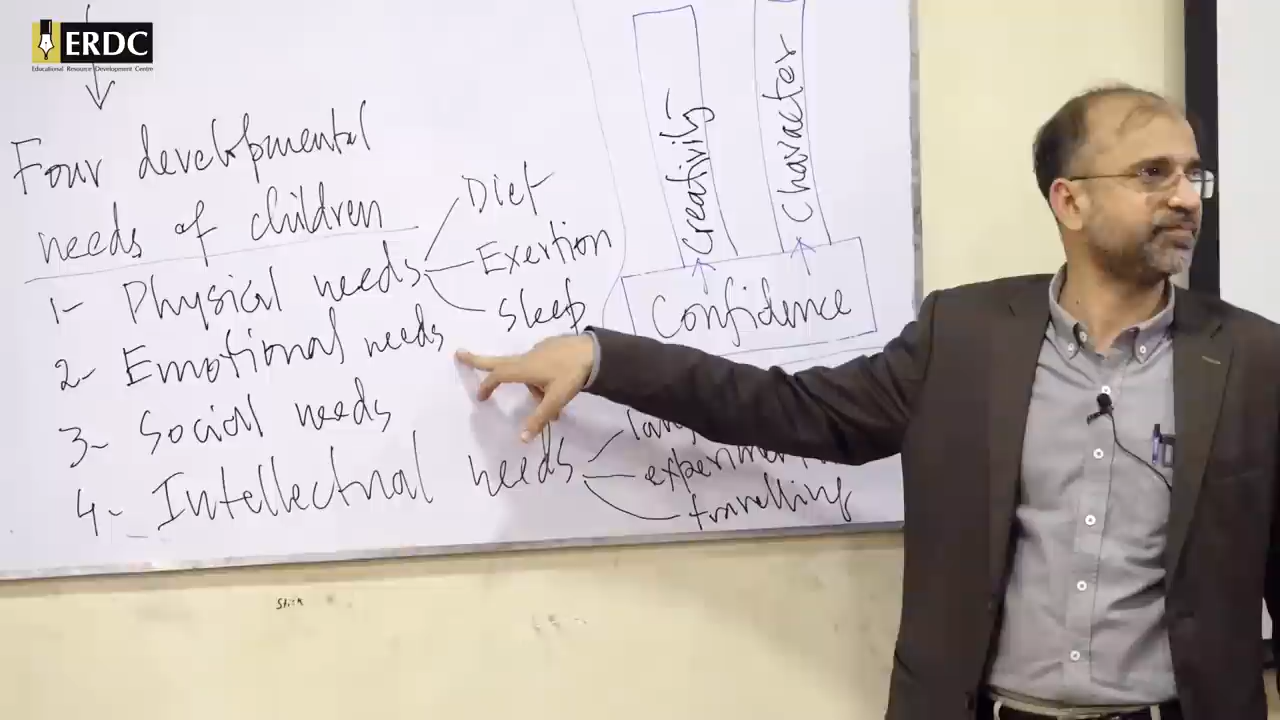 ERDC
Educational Resource Development Centre
Four developmental
needs of children
1- Physical needs
Diet
Exertion
Sleep
2- Emotional needs
3- Social needs
4- Intellectual needs
travelling
Creativity
Character
Confidence
Stick